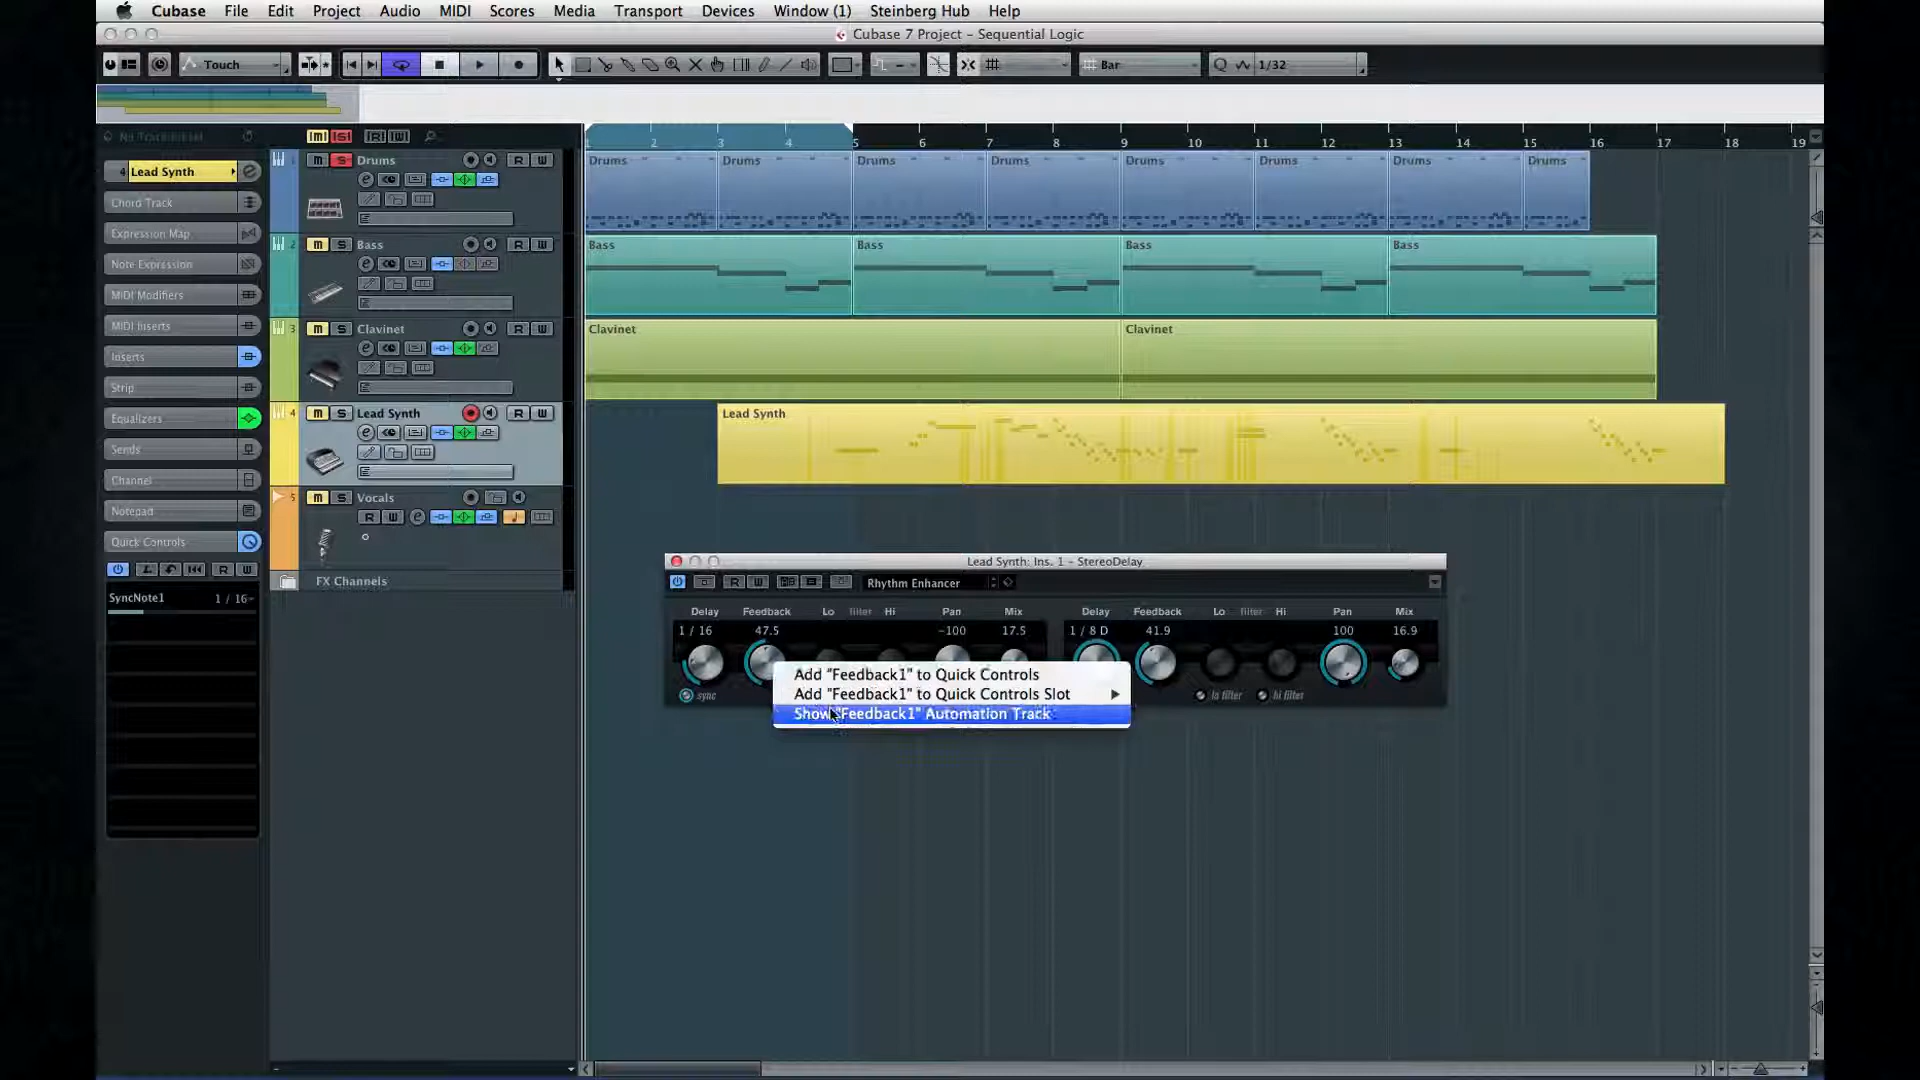 Cubase File Edit Project Audio MIDI Scores Media Transport Devices Window (1) Steinberg Hub Help
Cubase 7 Project - Sequential Logic
Touch Bar Q 1/32
1 2 3 4 5 6 7 8 9 10 11 12 13 14 15 16 17 18 19
4 Lead Synth
Chord Track
Expression Map
Note Expression
MIDI Modifiers
MIDI Inserts
Inserts
Strip
Equalizers
Sends
Channel
Notepad
Quick Controls
R W
SyncNote1 1 / 16
1 M S Drums R W
2 M S Bass R W
3 M S Clavinet R W
4 M S Lead Synth R W
5 M S Vocals
R W
FX Channels
Drums Drums Drums Drums Drums Drums Drums Drums
Bass Bass Bass Bass
Clavinet Clavinet
Lead Synth
Lead Synth: Ins. 1 - StereoDelay
R W Rhythm Enhancer
Delay Feedback Lo filter Hi Pan Mix Delay Feedback Lo filter Hi Pan Mix
1 / 16 47.5 -100 17.5 1 / 8 D 41.9 100 16.9
sync lo filter hi filter
Add "Feedback1" to Quick Controls
Add "Feedback1" to Quick Controls Slot
Show "Feedback1" Automation Track